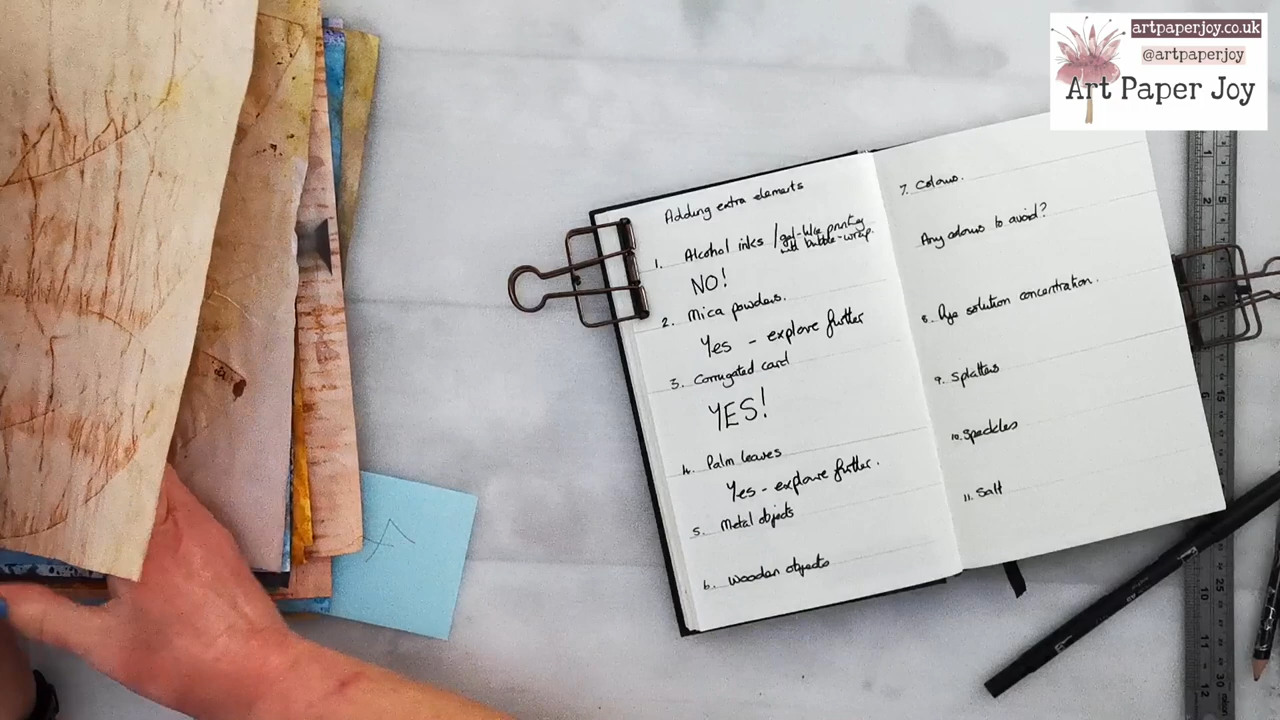 artpaperjoy.co.uk
@artpaperjoy
Art Paper Joy
Adding extra elements
1. Alcohol inks / gel-like printing
with bubble-wrap.
NO!
2. Mica powders.
Yes - explore further
3. Corrugated card
YES!
4. Palm leaves
Yes - explore further.
5. Metal objects
6. Wooden objects
7. Colours.
Any colours to avoid?
8. Dye solution concentration.
9. Splatters
10. Speckles
11. Salt